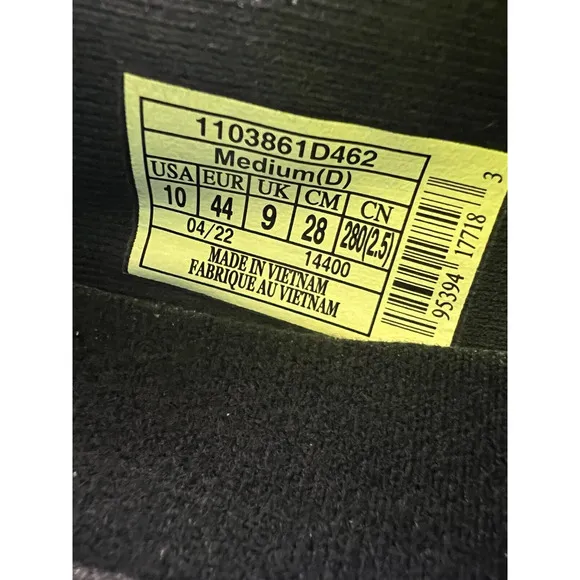 1103861D462
Medium(D)
USA EUR UK CM CN
10 44 9 28 280(2.5)
04/22 14400
MADE IN VIETNAM
FABRIQUE AU VIETNAM
95394 17718 3